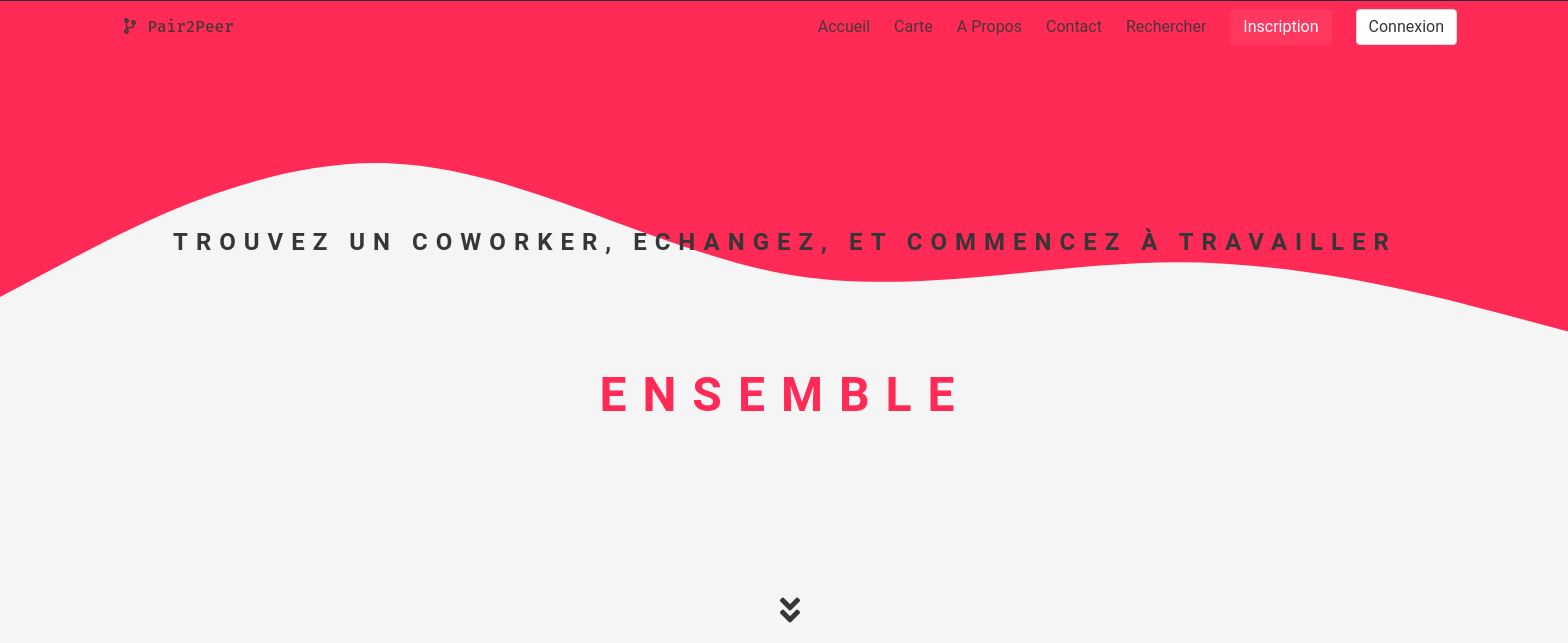 Pair2Peer Accueil Carte A Propos Contact Rechercher Inscription Connexion
TROUVEZ UN COWORKER, ECHANGEZ, ET COMMENCEZ À TRAVAILLER
ENSEMBLE